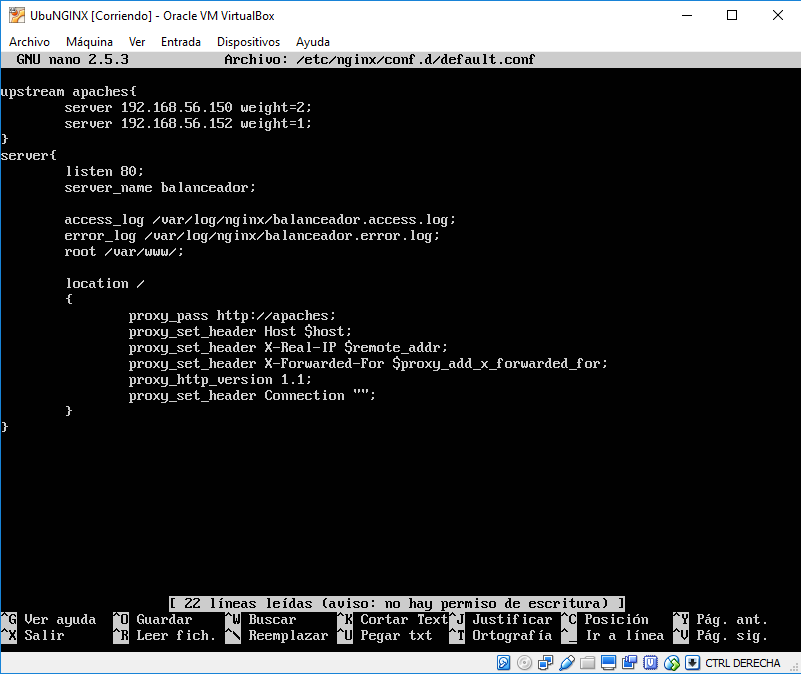 UbuNGINX [Corriendo] - Oracle VM VirtualBox
Archivo Máquina Ver Entrada Dispositivos Ayuda
GNU nano 2.5.3 Archivo: /etc/nginx/conf.d/default.conf
upstream apaches{
server 192.168.56.150 weight=2;
server 192.168.56.152 weight=1;
}
server{
listen 80;
server_name balanceador;
access_log /var/log/nginx/balanceador.access.log;
error_log /var/log/nginx/balanceador.error.log;
root /var/www/;
location /
{
proxy_pass http://apaches;
proxy_set_header Host $host;
proxy_set_header X-Real-IP $remote_addr;
proxy_set_header X-Forwarded-For $proxy_add_x_forwarded_for;
proxy_http_version 1.1;
proxy_set_header Connection "";
}
}
[ 22 líneas leídas (aviso: no hay permiso de escritura) ]
^G Ver ayuda ^O Guardar ^W Buscar ^K Cortar Text ^J Justificar ^C Posición ^Y Pág. ant.
^X Salir ^R Leer fich. ^\ Reemplazar ^U Pegar txt ^T Ortografía ^_ Ir a línea ^V Pág. sig.
CTRL DERECHA